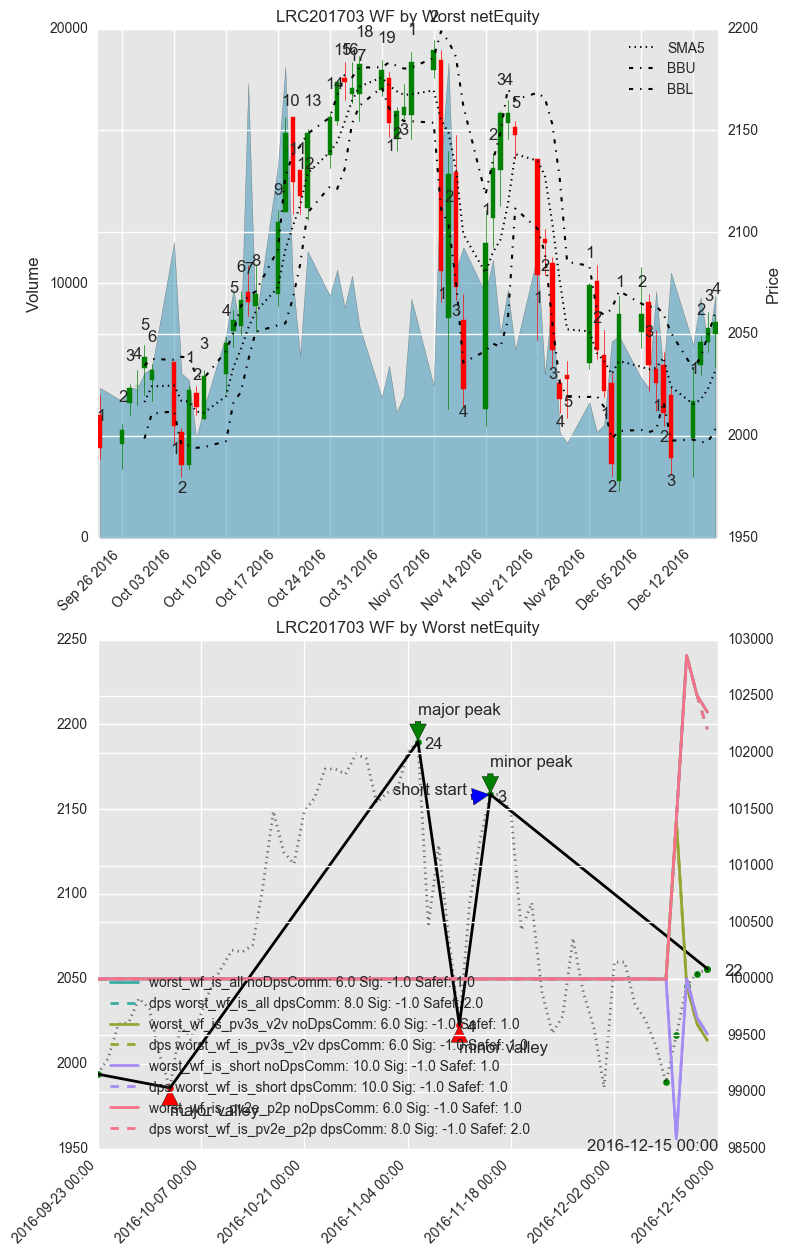 LRC201703 WF by Worst netEquity
20000
10000
0
Volume
2200
2150
2100
2050
2000
1950
Price
SMA5
BBU
BBL
Sep 26 2016
Oct 03 2016
Oct 10 2016
Oct 17 2016
Oct 24 2016
Oct 31 2016
Nov 07 2016
Nov 14 2016
Nov 21 2016
Nov 28 2016
Dec 05 2016
Dec 12 2016
LRC201703 WF by Worst netEquity
2250
2200
2150
2100
2050
2000
1950
103000
102500
102000
101500
101000
100500
100000
99500
99000
98500
major peak
24
minor peak
short start
3
22
minor valley
major valley
worst_wf_is_all noDpsComm: 6.0 Sig: -1.0 Safef: 1.0
dps worst_wf_is_all dpsComm: 8.0 Sig: -1.0 Safef: 2.0
worst_wf_is_pv3s_v2v noDpsComm: 6.0 Sig: -1.0 Safef: 1.0
dps worst_wf_is_pv3s_v2v dpsComm: 6.0 Sig: -1.0 Safef: 1.0
worst_wf_is_short noDpsComm: 10.0 Sig: -1.0 Safef: 1.0
dps worst_wf_is_short dpsComm: 10.0 Sig: -1.0 Safef: 1.0
worst_wf_is_pv2e_p2p noDpsComm: 6.0 Sig: -1.0 Safef: 1.0
dps worst_wf_is_pv2e_p2p dpsComm: 8.0 Sig: -1.0 Safef: 2.0
2016-12-15 00:00
2016-09-23 00:00
2016-10-07 00:00
2016-10-21 00:00
2016-11-04 00:00
2016-11-18 00:00
2016-12-02 00:00
2016-12-15 00:00